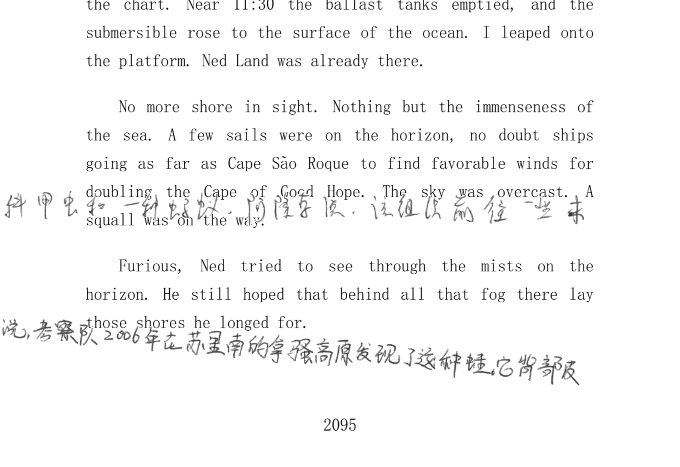 the chart. Near 11:30 the ballast tanks emptied, and the
submersible rose to the surface of the ocean. I leaped onto
the platform. Ned Land was already there.
No more shore in sight. Nothing but the immenseness of
the sea. A few sails were on the horizon, no doubt ships
going as far as Cape São Roque to find favorable winds for
doubling the Cape of Good Hope. The sky was overcast. A
科甲虫和一种蚂蚁.阿隆安说.该组织前往一些未
squall was on the way.
Furious, Ned tried to see through the mists on the
horizon. He still hoped that behind all that fog there lay
those shores he longed for.
说,考察队2006年在苏里南的拿骚高原发现了这种蛙,它背部皮
2095